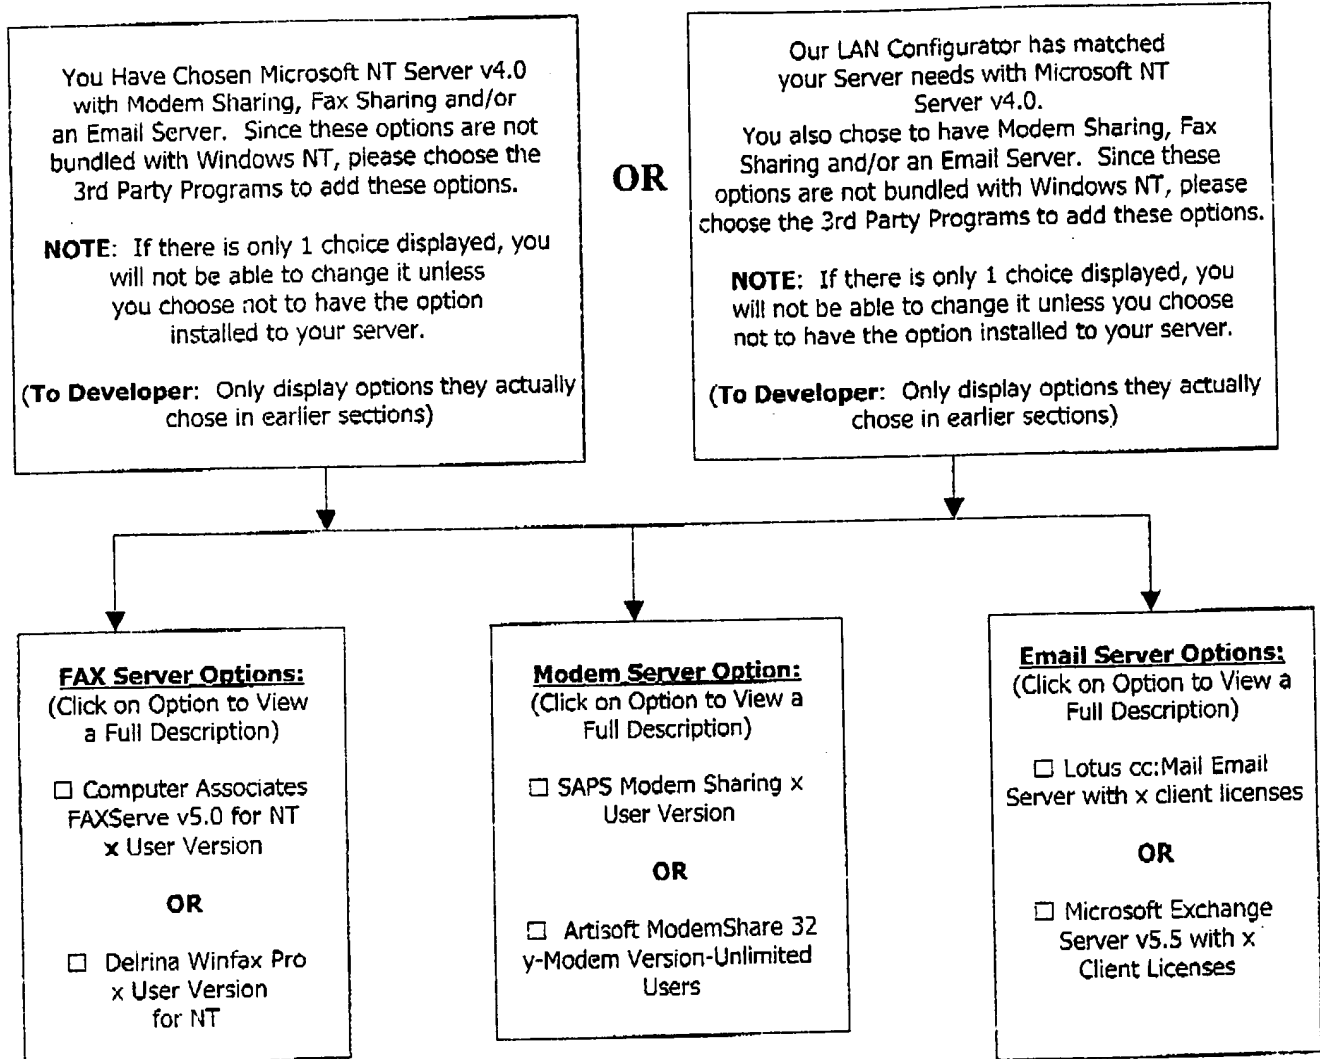 You Have Chosen Microsoft NT Server v4.0
with Modem Sharing, Fax Sharing and/or
an Email Server. Since these options are not
bundled with Windows NT, please choose the
3rd Party Programs to add these options.
NOTE: If there is only 1 choice displayed, you
will not be able to change it unless
you choose not to have the option
installed to your server.
(To Developer: Only display options they actually
chose in earlier sections)
OR
Our LAN Configurator has matched
your Server needs with Microsoft NT
Server v4.0.
You also chose to have Modem Sharing, Fax
Sharing and/or an Email Server. Since these
options are not bundled with Windows NT, please
choose the 3rd Party Programs to add these options.
NOTE: If there is only 1 choice displayed, you
will not be able to change it unless you choose
not to have the option installed to your server.
(To Developer: Only display options they actually
chose in earlier sections)
FAX Server Options:
(Click on Option to View
a Full Description)
☐ Computer Associates
FAXServe v5.0 for NT
x User Version
OR
☐ Delrina Winfax Pro
x User Version
for NT
Modem Server Option:
(Click on Option to View a
Full Description)
☐ SAPS Modem Sharing x
User Version
OR
☐ Artisoft ModemShare 32
y-Modem Version-Unlimited
Users
Email Server Options:
(Click on Option to View a
Full Description)
☐ Lotus cc:Mail Email
Server with x client licenses
OR
☐ Microsoft Exchange
Server v5.5 with x
Client Licenses